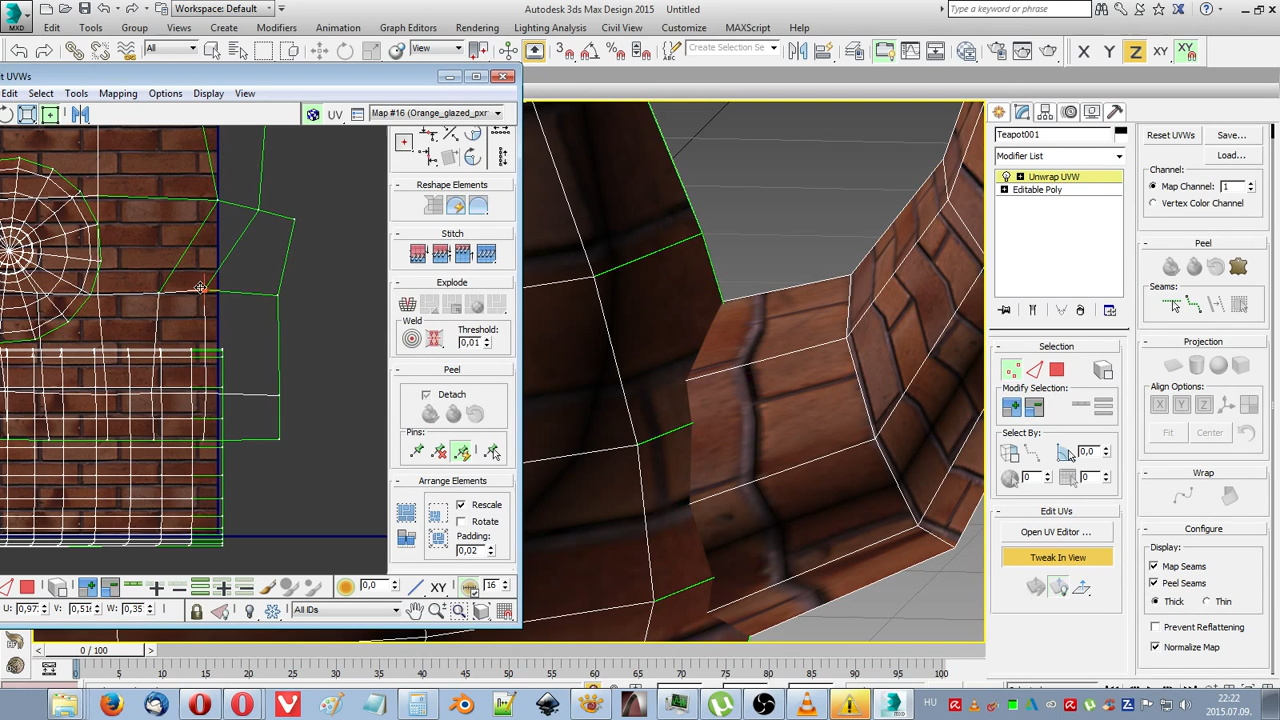 Workspace: Default
Autodesk 3ds Max Design 2015 Untitled
Type a keyword or phrase
MXD
Edit Tools Group Views Create Modifiers Animation Graph Editors Rendering Lighting Analysis Civil View Customize MAXScript Help
All
View
Create Selection Se
X Y Z XY XY
t UVWs
Edit Select Tools Mapping Options Display View
UV Map #16 (Orange_glazed_pxr
Reshape Elements
Stitch
Explode
Weld
Threshold:
0,01
Peel
Detach
Pins:
Arrange Elements
Rescale
Rotate
Padding:
0,02
0,0 XY 16
U: 0,97 V: 0,51 W: 0,35 All IDs
Teapot001
Modifier List
Unwrap UVW
Editable Poly
Selection
Modify Selection:
Select By:
0,0
0 0
Edit UVs
Open UV Editor ...
Tweak In View
Reset UVWs Save...
Load...
Channel:
Map Channel: 1
Vertex Color Channel
Peel
Seams:
Projection
Align Options:
X Y Z
Fit Center
Wrap
Configure
Display:
Map Seams
Peel Seams
Thick Thin
Prevent Reflattening
Normalize Map
0 / 100
0 5 10 15 20 25 30 35 40 45 50 55 60 65 70 75 80 85 90 95 100
HU
22:22
2015.07.09.